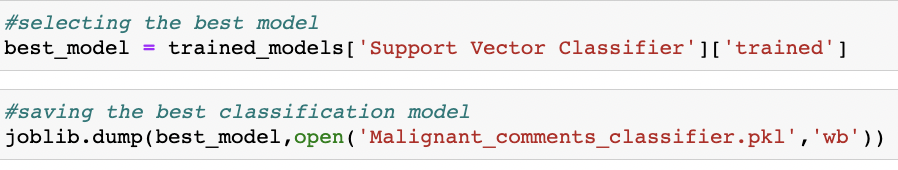 #selecting the best model
best_model = trained_models['Support Vector Classifier']['trained']
#saving the best classification model
joblib.dump(best_model,open('Malignant_comments_classifier.pkl','wb'))